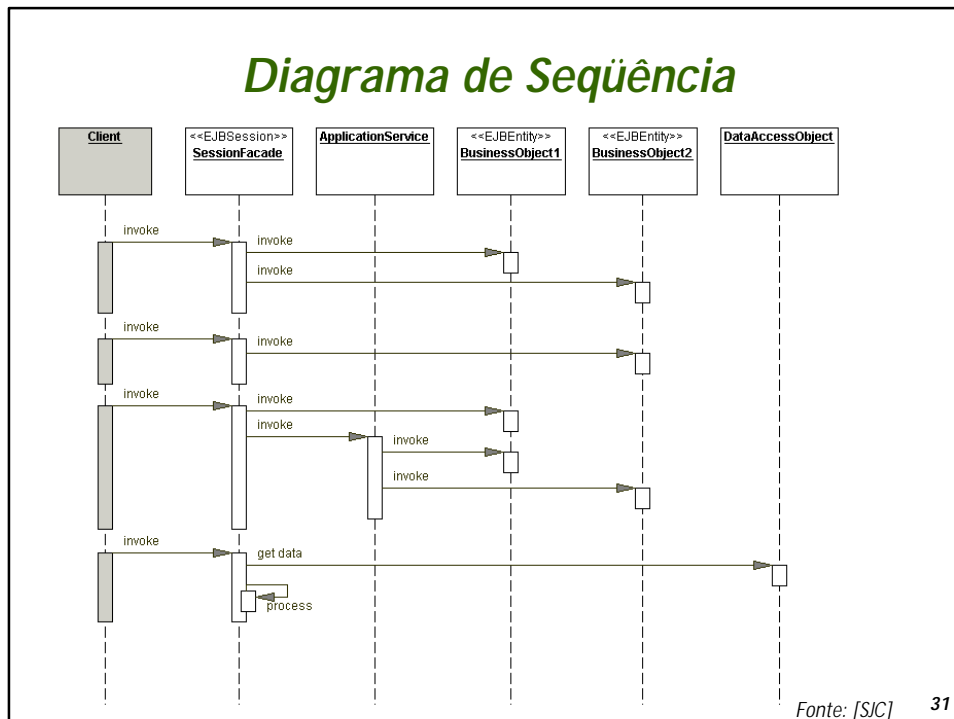 Diagrama de Seqüência
Client
<<EJBSession>>
SessionFacade
ApplicationService
<<EJBEntity>>
BusinessObject1
<<EJBEntity>>
BusinessObject2
DataAccessObject
invoke
invoke
invoke
invoke
invoke
invoke
invoke
invoke
invoke
invoke
invoke
get data
process
Fonte: [SJC]
31